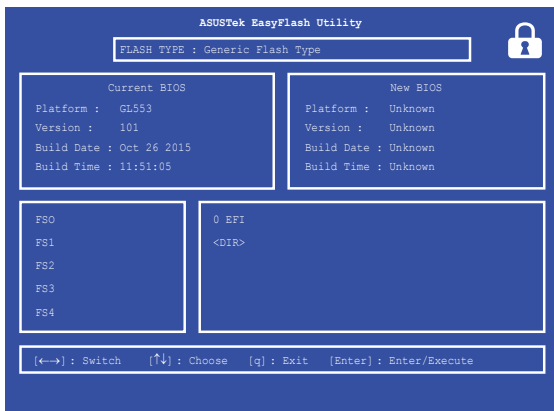 ASUSTek EasyFlash Utility
FLASH TYPE : Generic Flash Type
Current BIOS
Platform : GL553
Version : 101
Build Date : Oct 26 2015
Build Time : 11:51:05
New BIOS
Platform : Unknown
Version : Unknown
Build Date : Unknown
Build Time : Unknown
FSO
FS1
FS2
FS3
FS4
0 EFI
<DIR>
[←→] : Switch [↑↓] : Choose [q] : Exit [Enter] : Enter/Execute